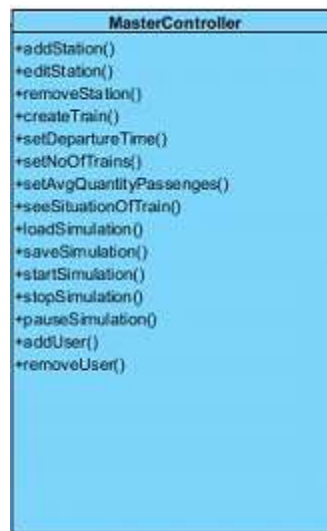 MasterController
+addStation()
+editStation()
+removeStation()
+createTrain()
+setDepartureTime()
+setNoOfTrains()
+setAvgQuantityPassenges()
+seeSituationOfTrain()
+loadSimulation()
+saveSimulation()
+startSimulation()
+stopSimulation()
+pauseSimulation()
+addUser()
+removeUser()